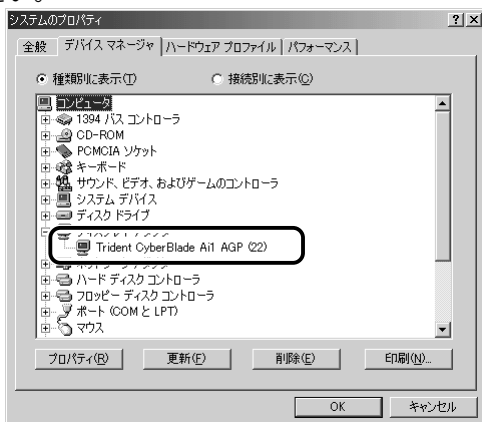 システムのプロパティ
全般 デバイス マネージャ ハードウェア プロファイル パフォーマンス
種類別に表示(T) 接続別に表示(C)
コンピュータ
1394 バス コントローラ
CD-ROM
PCMCIA ソケット
キーボード
サウンド、ビデオ、およびゲームのコントローラ
システム デバイス
ディスク ドライブ
Trident CyberBlade Ai1 AGP (22)
ハード ディスク コントローラ
フロッピー ディスク コントローラ
ポート (COM と LPT)
マウス
プロパティ(R) 更新(F) 削除(E) 印刷(N)...
OK キャンセル